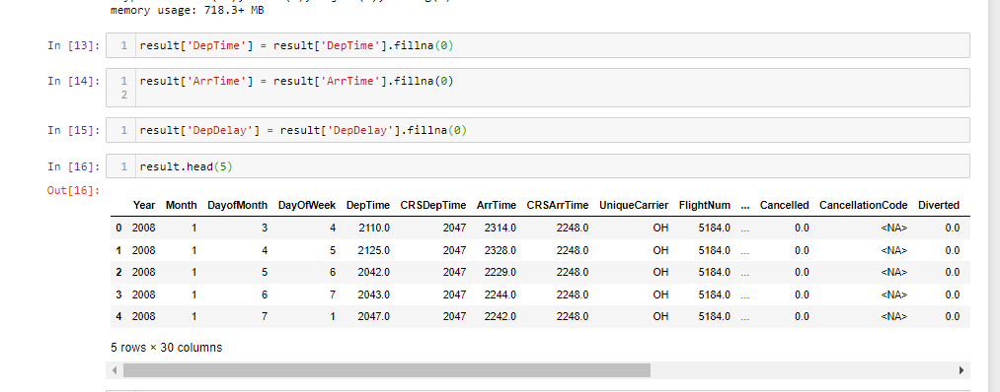 memory usage: 718.3+ MB
In [13]: 1 result['DepTime'] = result['DepTime'].fillna(0)
In [14]: 1 result['ArrTime'] = result['ArrTime'].fillna(0)
2
In [15]: 1 result['DepDelay'] = result['DepDelay'].fillna(0)
In [16]: 1 result.head(5)
Out[16]:
Year Month DayofMonth DayOfWeek DepTime CRSDepTime ArrTime CRSArrTime UniqueCarrier FlightNum ... Cancelled CancellationCode Diverted
0 2008 1 3 4 2110.0 2047 2314.0 2248.0 OH 5184.0 ... 0.0 <NA> 0.0
1 2008 1 4 5 2125.0 2047 2328.0 2248.0 OH 5184.0 ... 0.0 <NA> 0.0
2 2008 1 5 6 2042.0 2047 2229.0 2248.0 OH 5184.0 ... 0.0 <NA> 0.0
3 2008 1 6 7 2043.0 2047 2244.0 2248.0 OH 5184.0 ... 0.0 <NA> 0.0
4 2008 1 7 1 2047.0 2047 2242.0 2248.0 OH 5184.0 ... 0.0 <NA> 0.0
5 rows × 30 columns